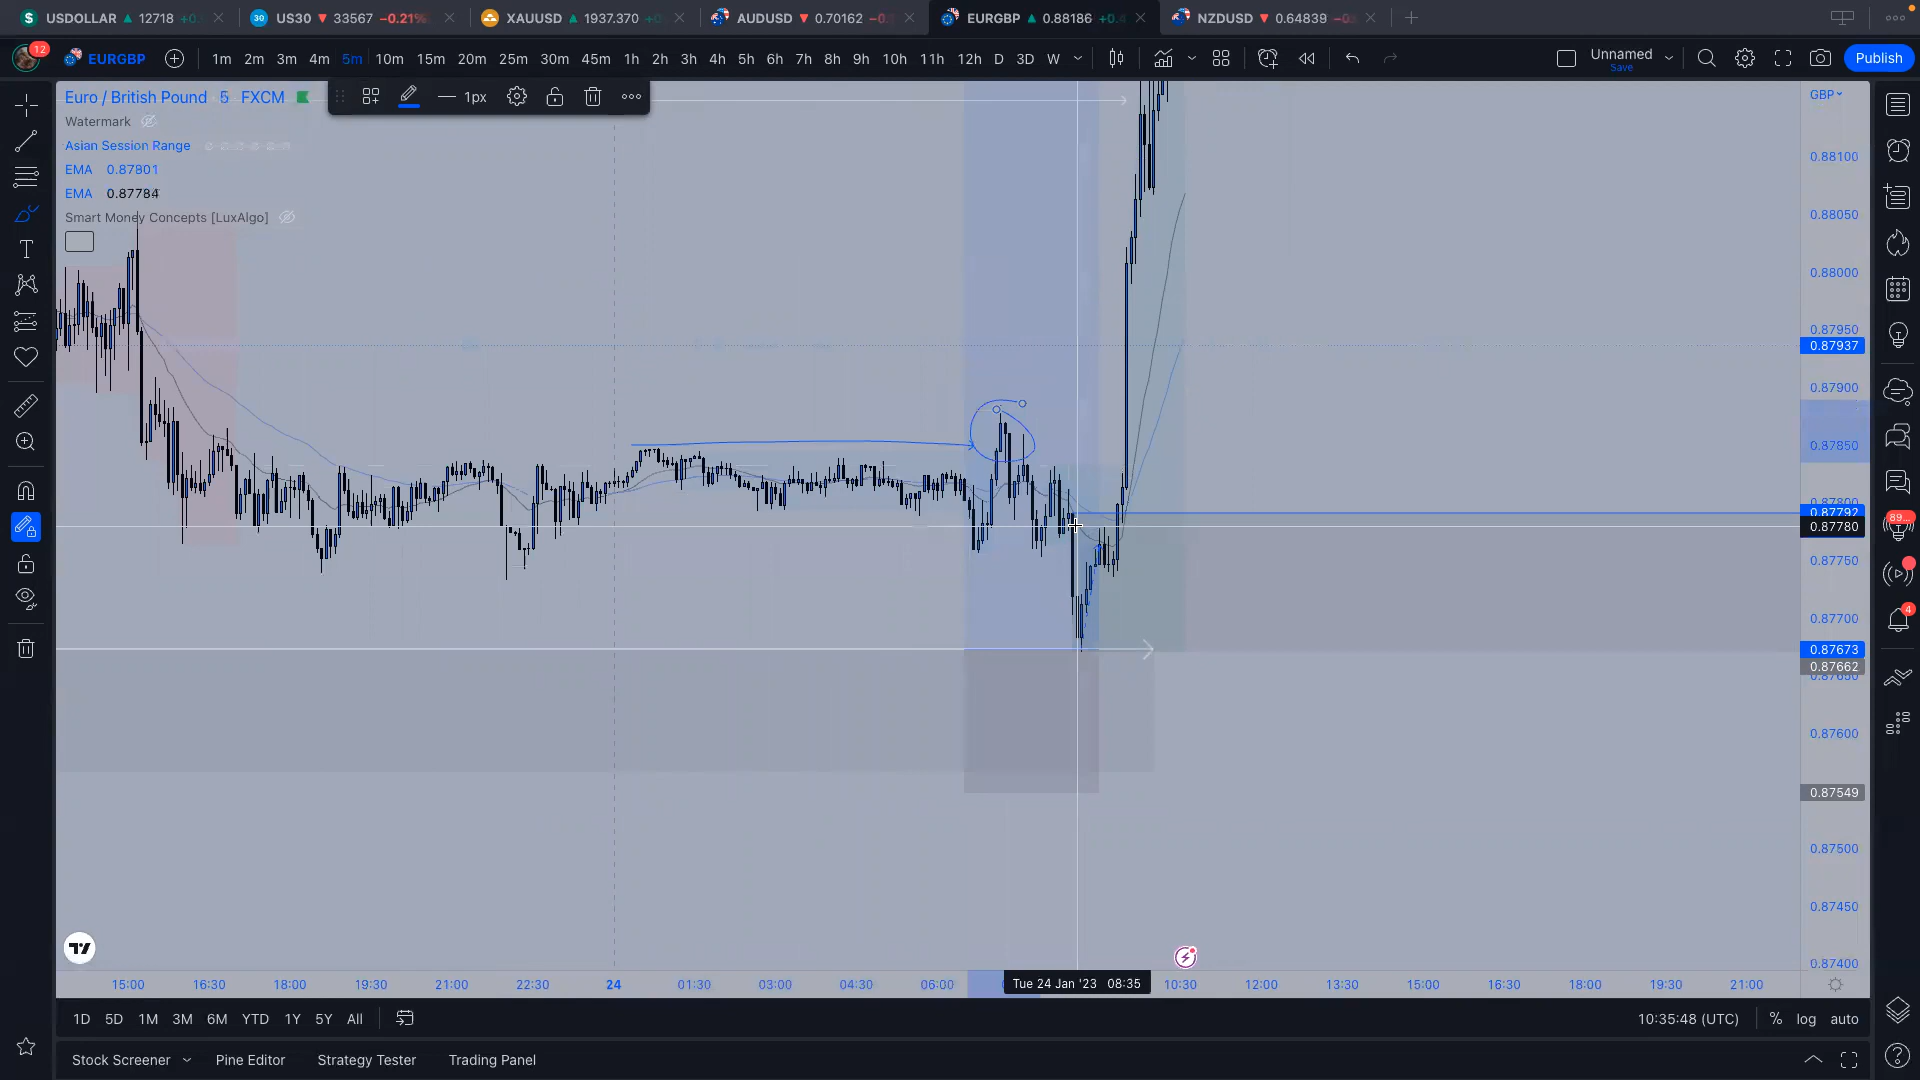 USDOLLAR 12718
30 US30 33567 −0.21%
XAUUSD 1937.370
AUDUSD 0.70162
EURGBP 0.88186
NZDUSD 0.64839
12 EURGBP 1m 2m 3m 4m 5m 10m 15m 20m 25m 30m 45m 1h 2h 3h 4h 5h 6h 7h 8h 9h 10h 11h 12h D 3D W Unnamed Save Publish
Euro / British Pound 5 FXCM
1px
GBP
Watermark
Asian Session Range
EMA 0.87801
EMA 0.87784
Smart Money Concepts [LuxAlgo]
0.88100
0.88050
0.88000
0.87950
0.87937
0.87900
0.87850
0.87800
0.87792
0.87780
0.87750
0.87700
0.87673
0.87662
0.87650
0.87600
0.87549
0.87500
0.87450
0.87400
89...
4
15:00 16:30 18:00 19:30 21:00 22:30 24 01:30 03:00 04:30 06:00 Tue 24 Jan '23 08:35 10:30 12:00 13:30 15:00 16:30 18:00 19:30 21:00
1D 5D 1M 3M 6M YTD 1Y 5Y All 10:35:48 (UTC) % log auto
Stock Screener Pine Editor Strategy Tester Trading Panel